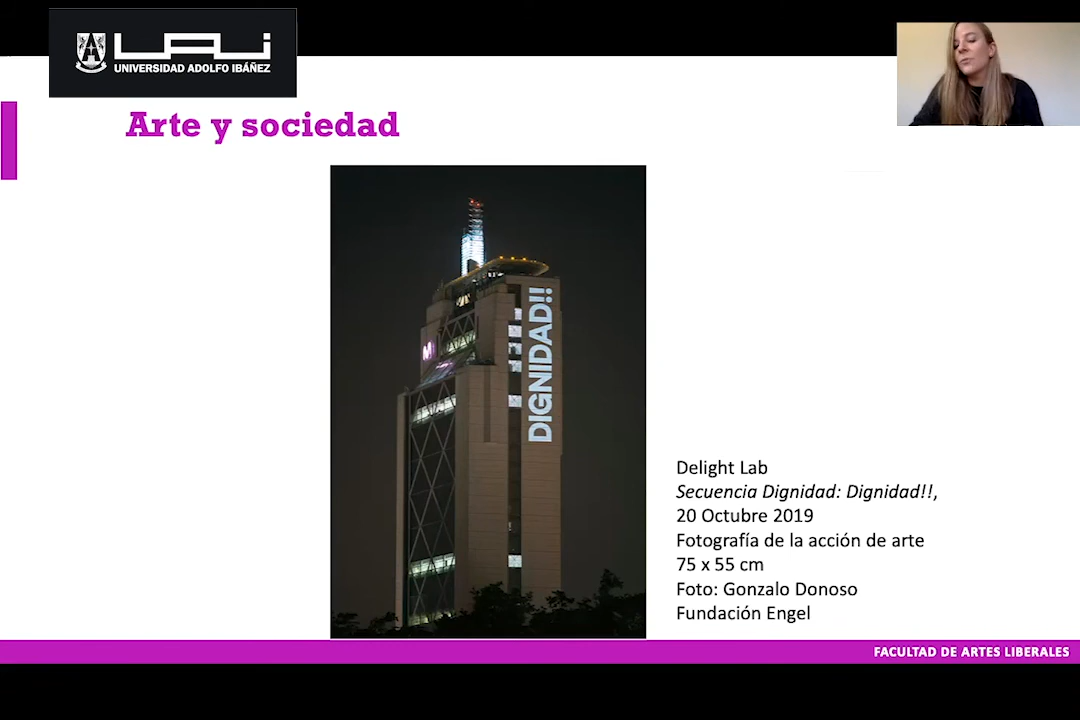 UAI
UNIVERSIDAD ADOLFO IBÁÑEZ
Arte y sociedad
DIGNIDAD!!
Delight Lab
Secuencia Dignidad: Dignidad!!,
20 Octubre 2019
Fotografía de la acción de arte
75 x 55 cm
Foto: Gonzalo Donoso
Fundación Engel
FACULTAD DE ARTES LIBERALES